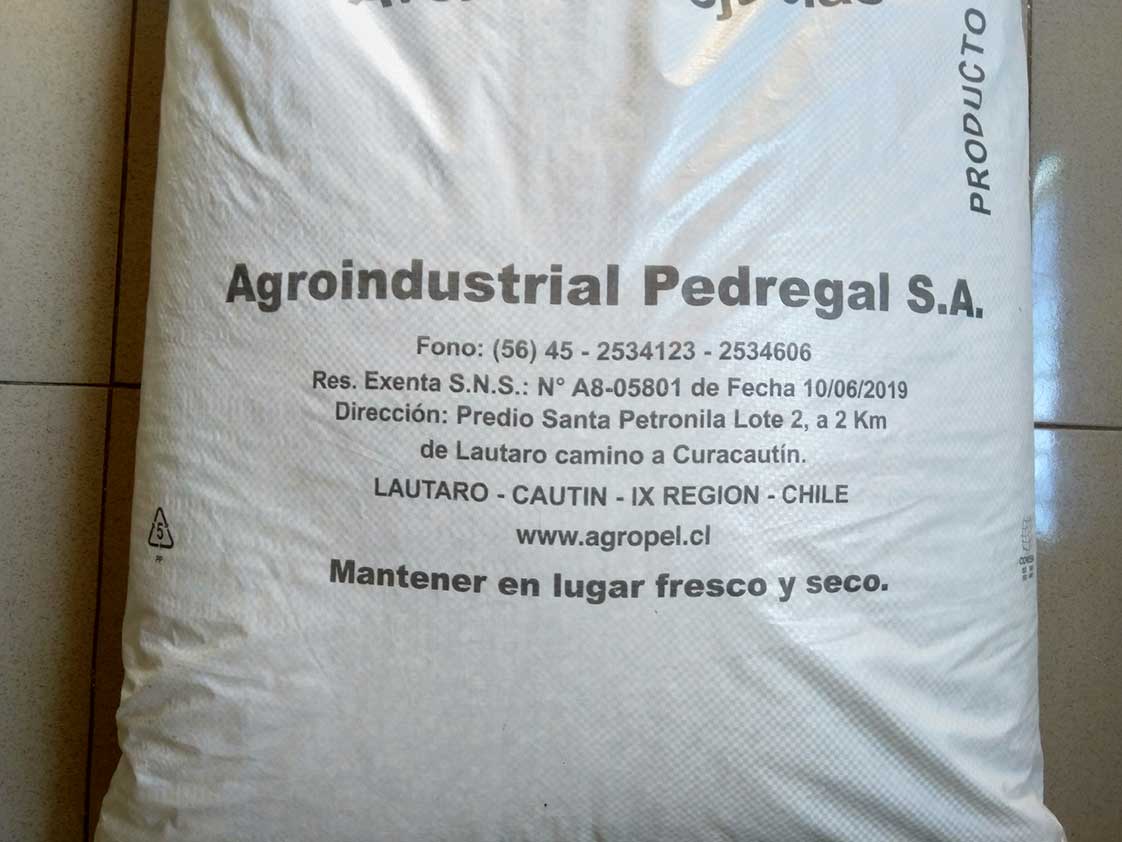 PRODUCTO
Agroindustrial Pedregal S.A.
Fono: (56) 45 - 2534123 - 2534606
Res. Exenta S.N.S.: N° A8-05801 de Fecha 10/06/2019
Dirección: Predio Santa Petronila Lote 2, a 2 Km
de Lautaro camino a Curacautín.
LAUTARO - CAUTIN - IX REGION - CHILE
www.agropel.cl
5
PP
Mantener en lugar fresco y seco.